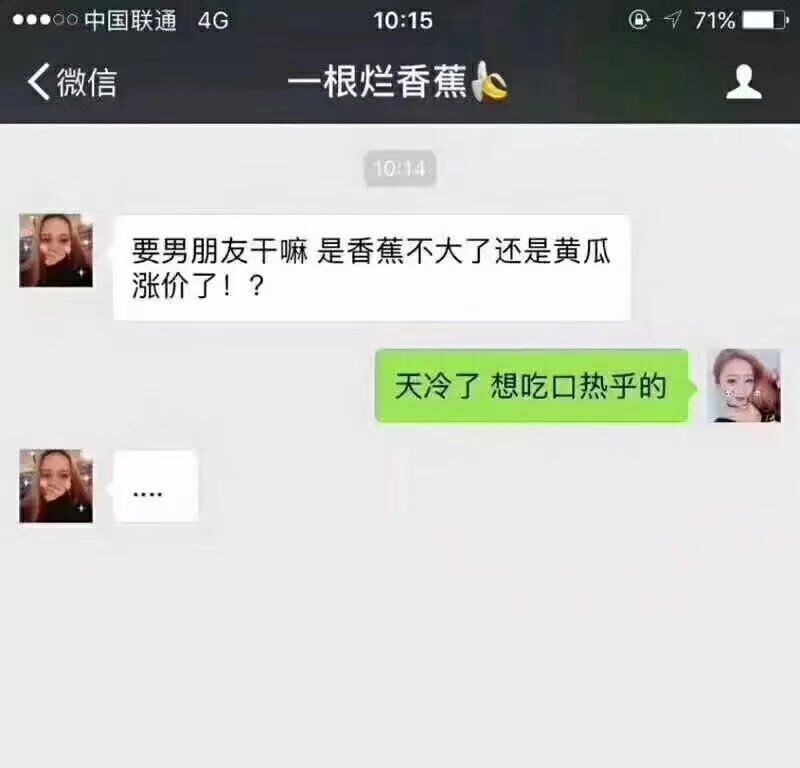 中国联通 4G 10:15 71%
微信 一根烂香蕉🍌
10:14
要男朋友干嘛 是香蕉不大了还是黄瓜
涨价了！？
天冷了 想吃口热乎的
....